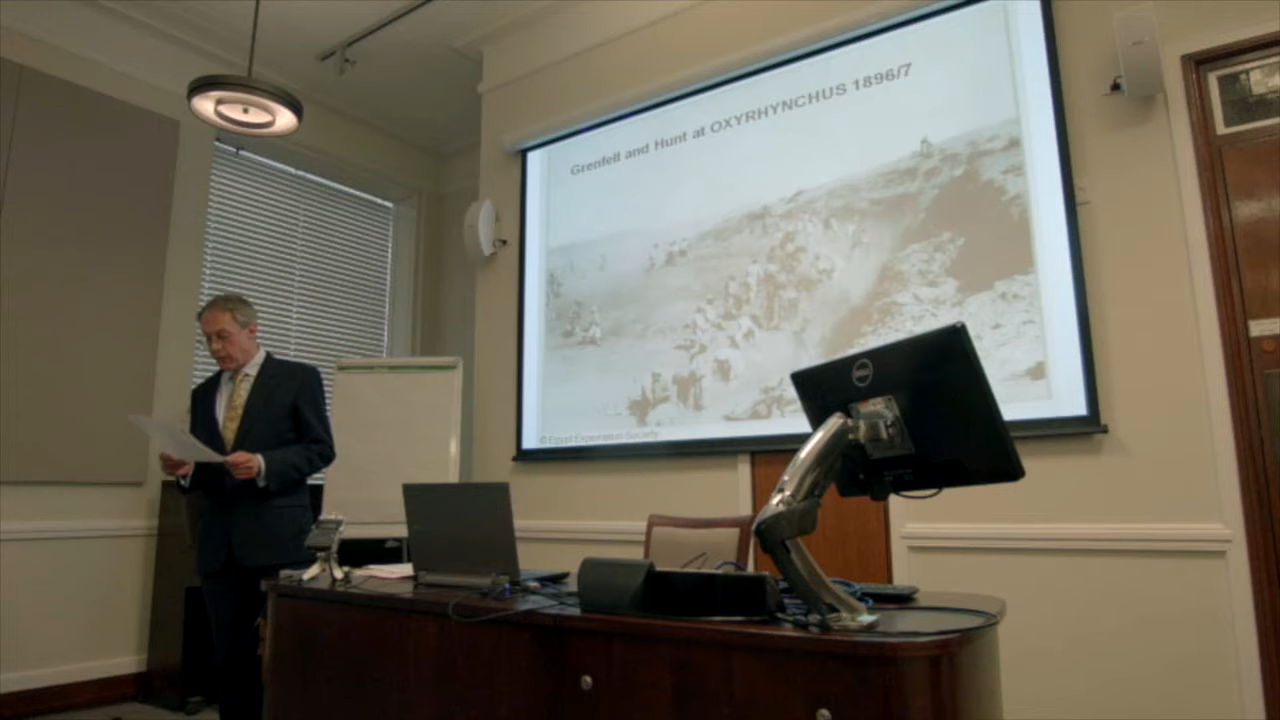 Grenfell and Hunt at OXYRHYNCHUS 1896/7
© Egypt Exploration Society
DELL